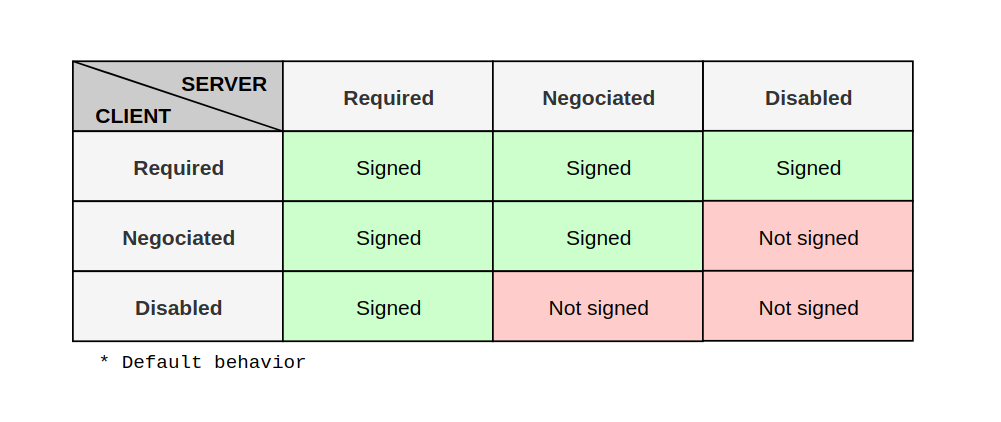 SERVER
CLIENT
Required Negociated Disabled
Required Signed Signed Signed
Negociated Signed Signed Not signed
Disabled Signed Not signed Not signed
* Default behavior